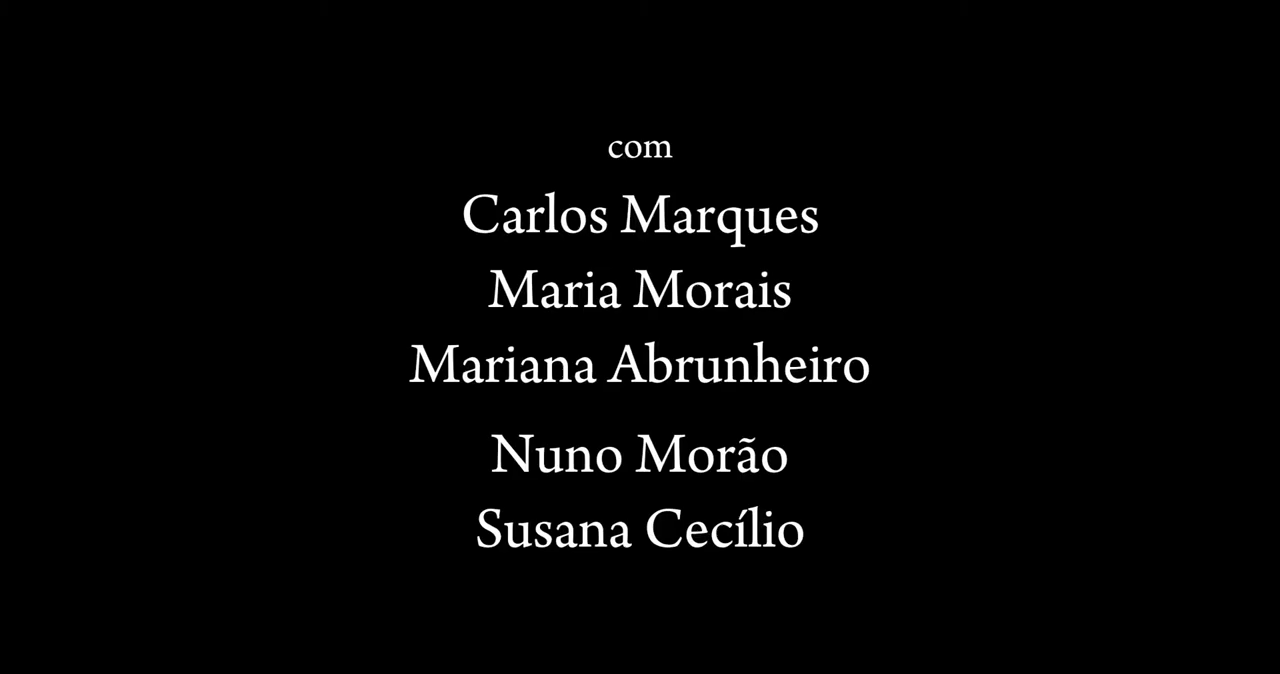 com
Carlos Marques
Maria Morais
Mariana Abrunheiro
Nuno Morão
Susana Cecílio